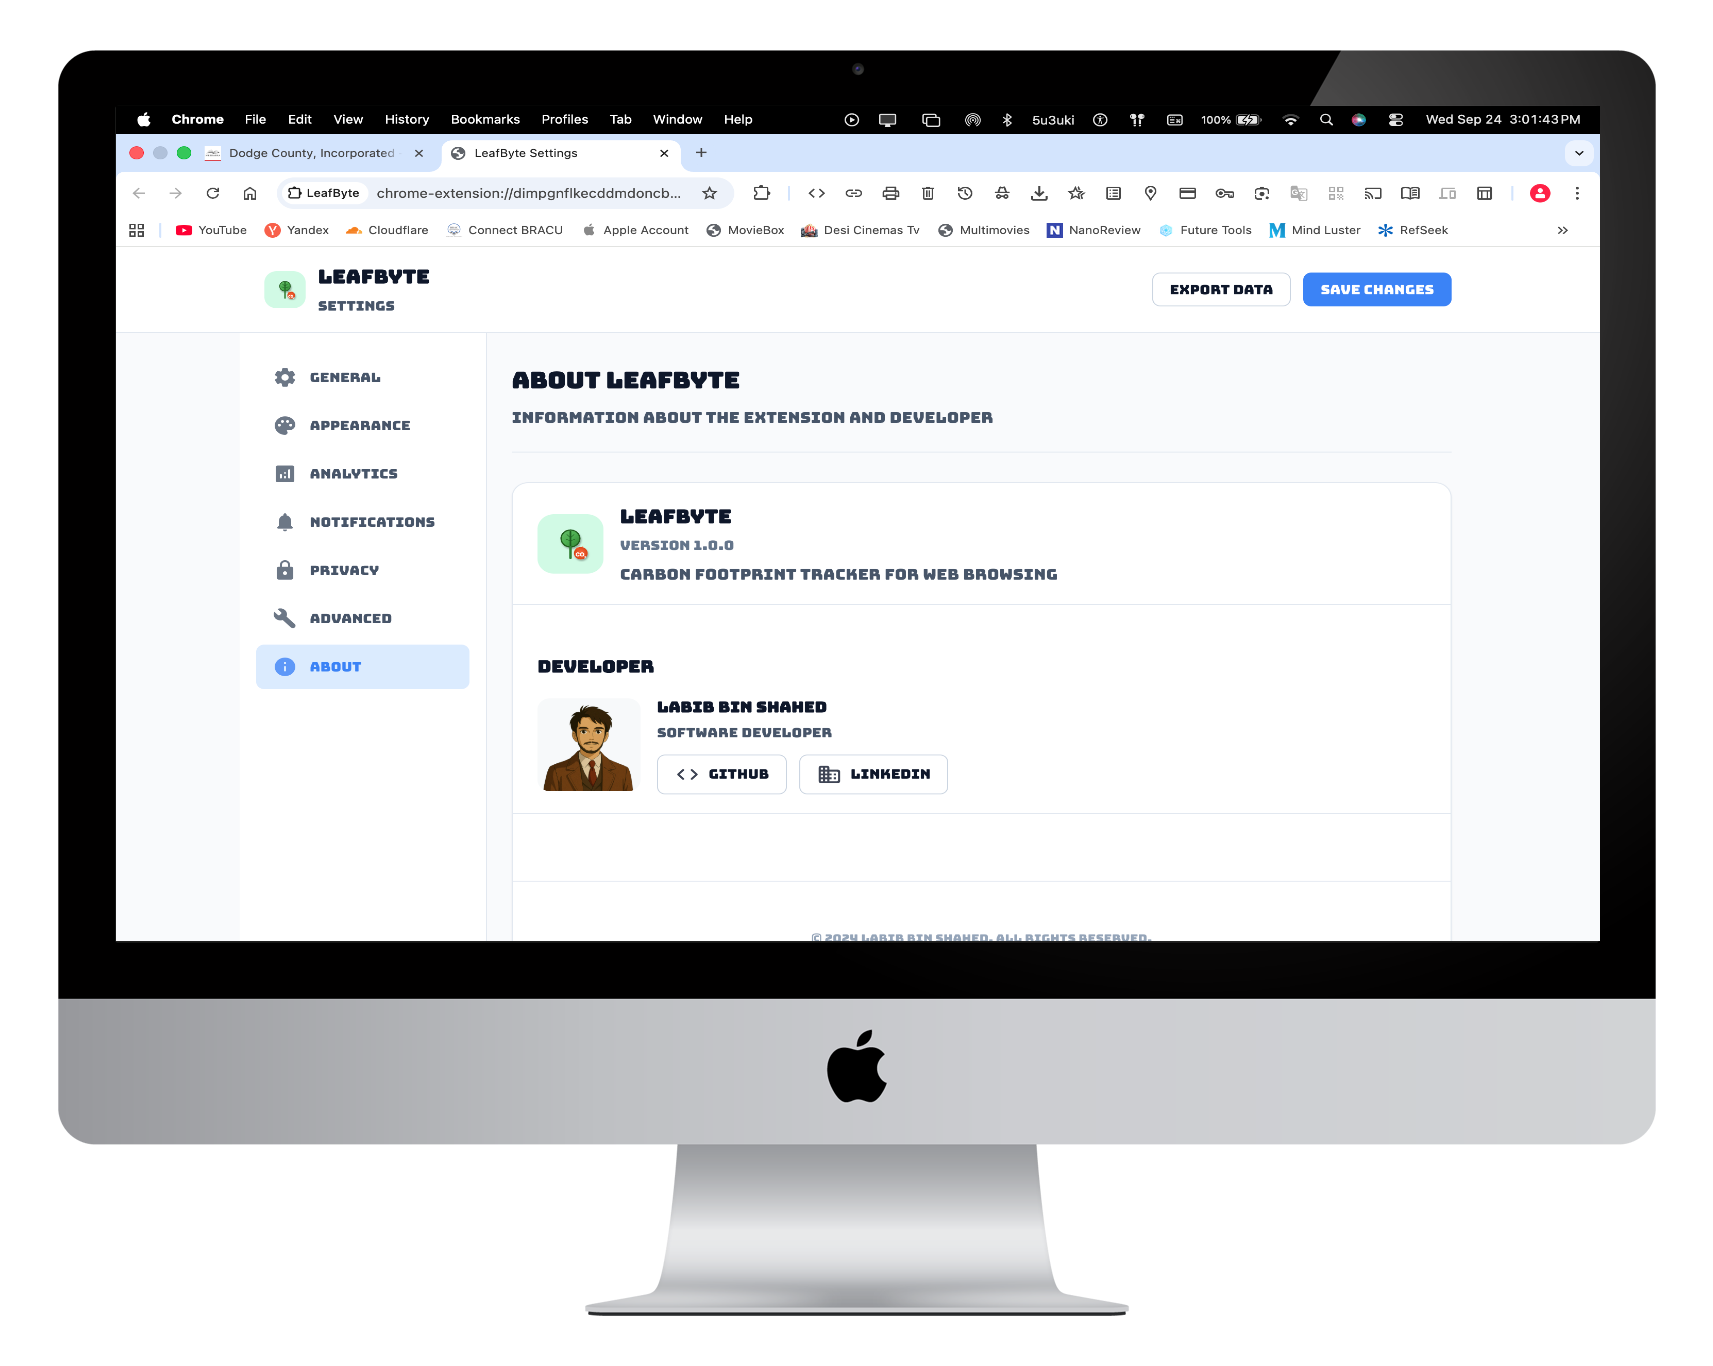 Chrome File Edit View History Bookmarks Profiles Tab Window Help 5u3uki 100% Wed Sep 24 3:01:43 PM
Dodge County, Incorporated LeafByte Settings
LeafByte chrome-extension://dimpgnflkecddmdoncb...
YouTube Yandex Cloudflare Connect BRACU Apple Account MovieBox Desi Cinemas Tv Multimovies NanoReview Future Tools Mind Luster RefSeek
LEAFBYTE
SETTINGS
EXPORT DATA SAVE CHANGES
GENERAL
APPEARANCE
ANALYTICS
NOTIFICATIONS
PRIVACY
ADVANCED
ABOUT
ABOUT LEAFBYTE
INFORMATION ABOUT THE EXTENSION AND DEVELOPER
LEAFBYTE
VERSION 1.0.0
CARBON FOOTPRINT TRACKER FOR WEB BROWSING
DEVELOPER
LABIB BIN SHAHED
SOFTWARE DEVELOPER
GITHUB LINKEDIN
© 2024 LABIB BIN SHAHED. ALL RIGHTS RESERVED.